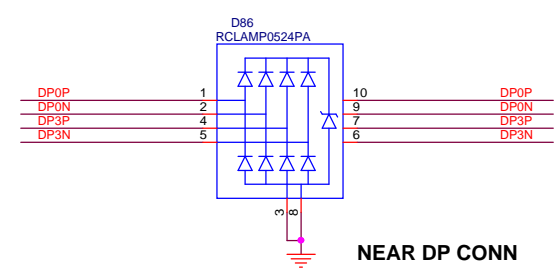 D86
RCLAMP0524PA
DP0P 1 10 DP0P
DP0N 2 9 DP0N
DP3P 4 7 DP3P
DP3N 5 6 DP3N
3 8
NEAR DP CONN